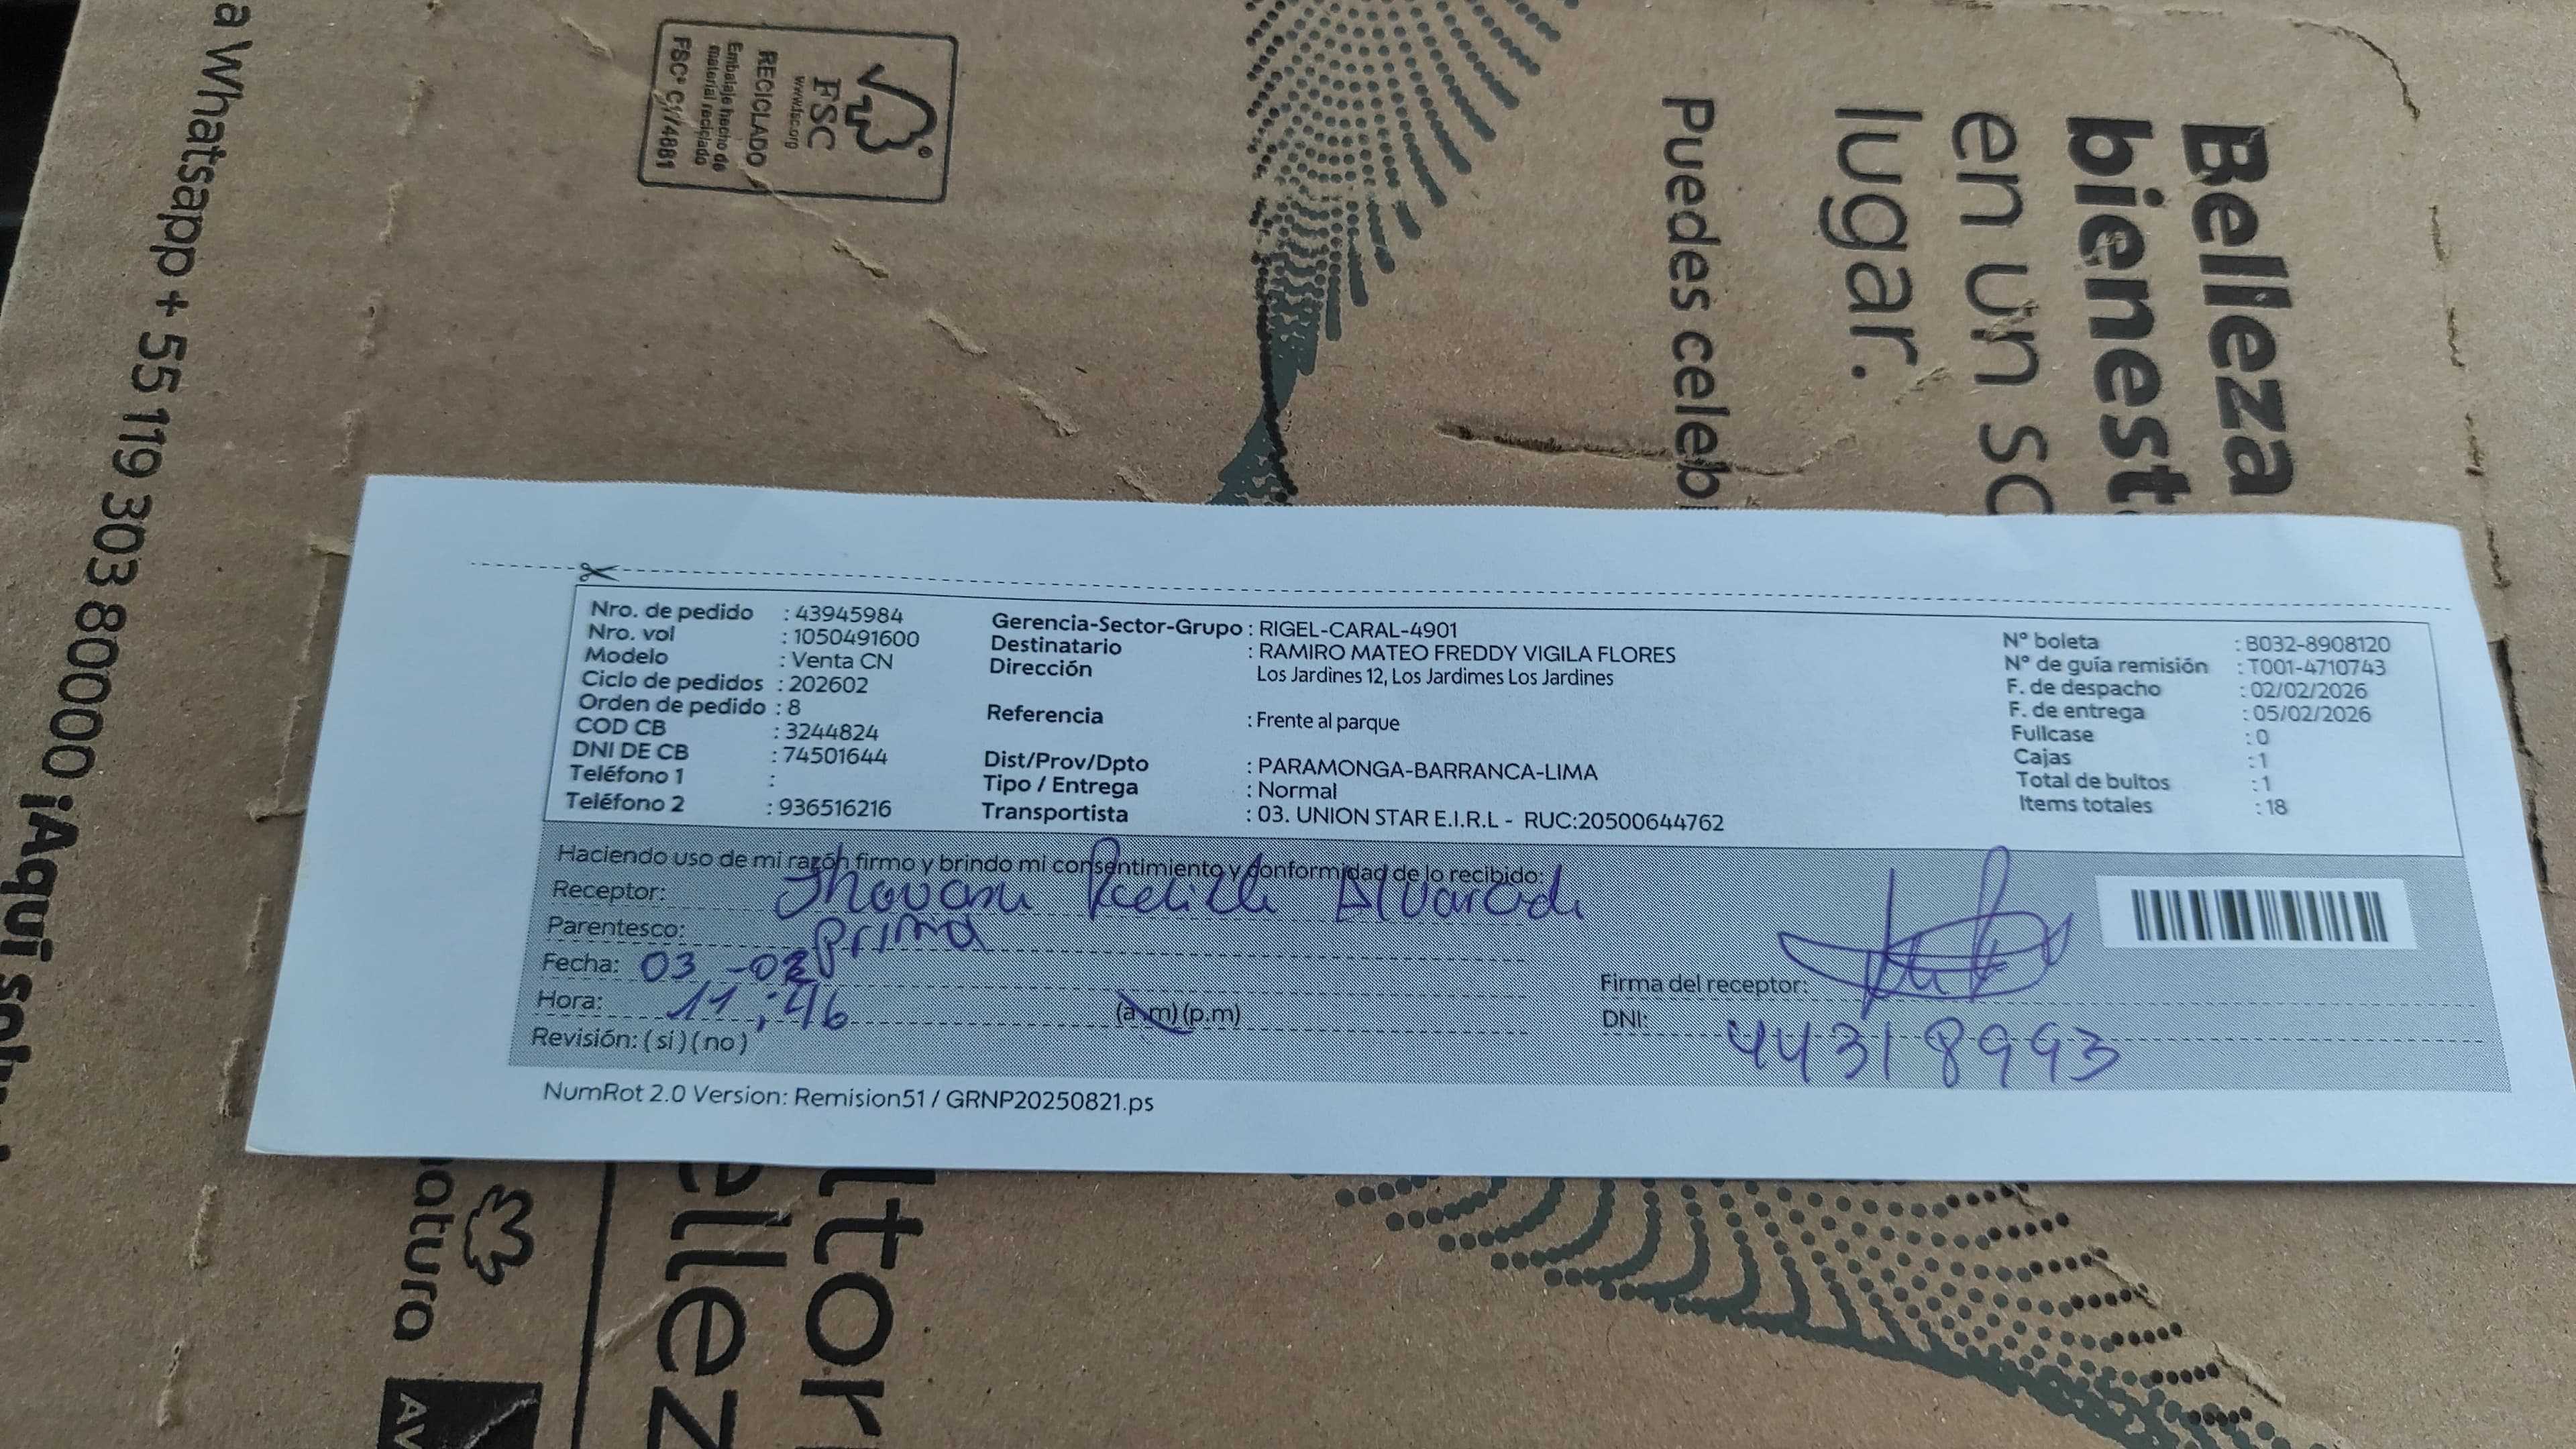 a Whatsapp + 55 119 303 80000 ¡Aquí
FSC
www.fsc.org
RECICLADO
Embalaje hecho de
material reciclado
FSC® C174881
Belleza
bienest
en un so
lugar.
Puedes celeb
Nro. de pedido : 43945984
Nro. vol : 1050491600
Modelo : Venta CN
Ciclo de pedidos : 202602
Orden de pedido : 8
COD CB : 3244824
DNI DE CB : 74501644
Teléfono 1 :
Teléfono 2 : 936516216
Gerencia-Sector-Grupo : RIGEL-CARAL-4901
Destinatario : RAMIRO MATEO FREDDY VIGILA FLORES
Dirección Los Jardines 12, Los Jardimes Los Jardines
Referencia : Frente al parque
Dist/Prov/Dpto : PARAMONGA-BARRANCA-LIMA
Tipo / Entrega : Normal
Transportista : 03. UNION STAR E.I.R.L - RUC:20500644762
N° boleta : B032-8908120
N° de guía remisión : T001-4710743
F. de despacho : 02/02/2026
F. de entrega : 05/02/2026
Fullcase : 0
Cajas : 1
Total de bultos : 1
Items totales : 18
Haciendo uso de mi razón firmo y brindo mi consentimiento y conformidad de lo recibido:
Receptor:
Parentesco: Prima
Fecha: 03-02
Hora: 11:46 (a.m) (p.m)
Revisión: (si) (no)
Firma del receptor:
DNI: 44318993
NumRot 2.0 Version: Remision51 / GRNP20250821.ps
natura
AV
ltor
ellez